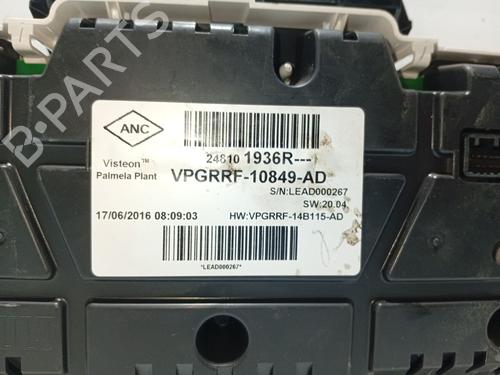 B-PARTS
ANC
24810 1936R---
Visteon™
Palmela Plant
VPGRRF-10849-AD
S/N:LEAD000267
SW:20.04
17/06/2016 08:09:03
HW:VPGRRF-14B115-AD
*LEAD000267*